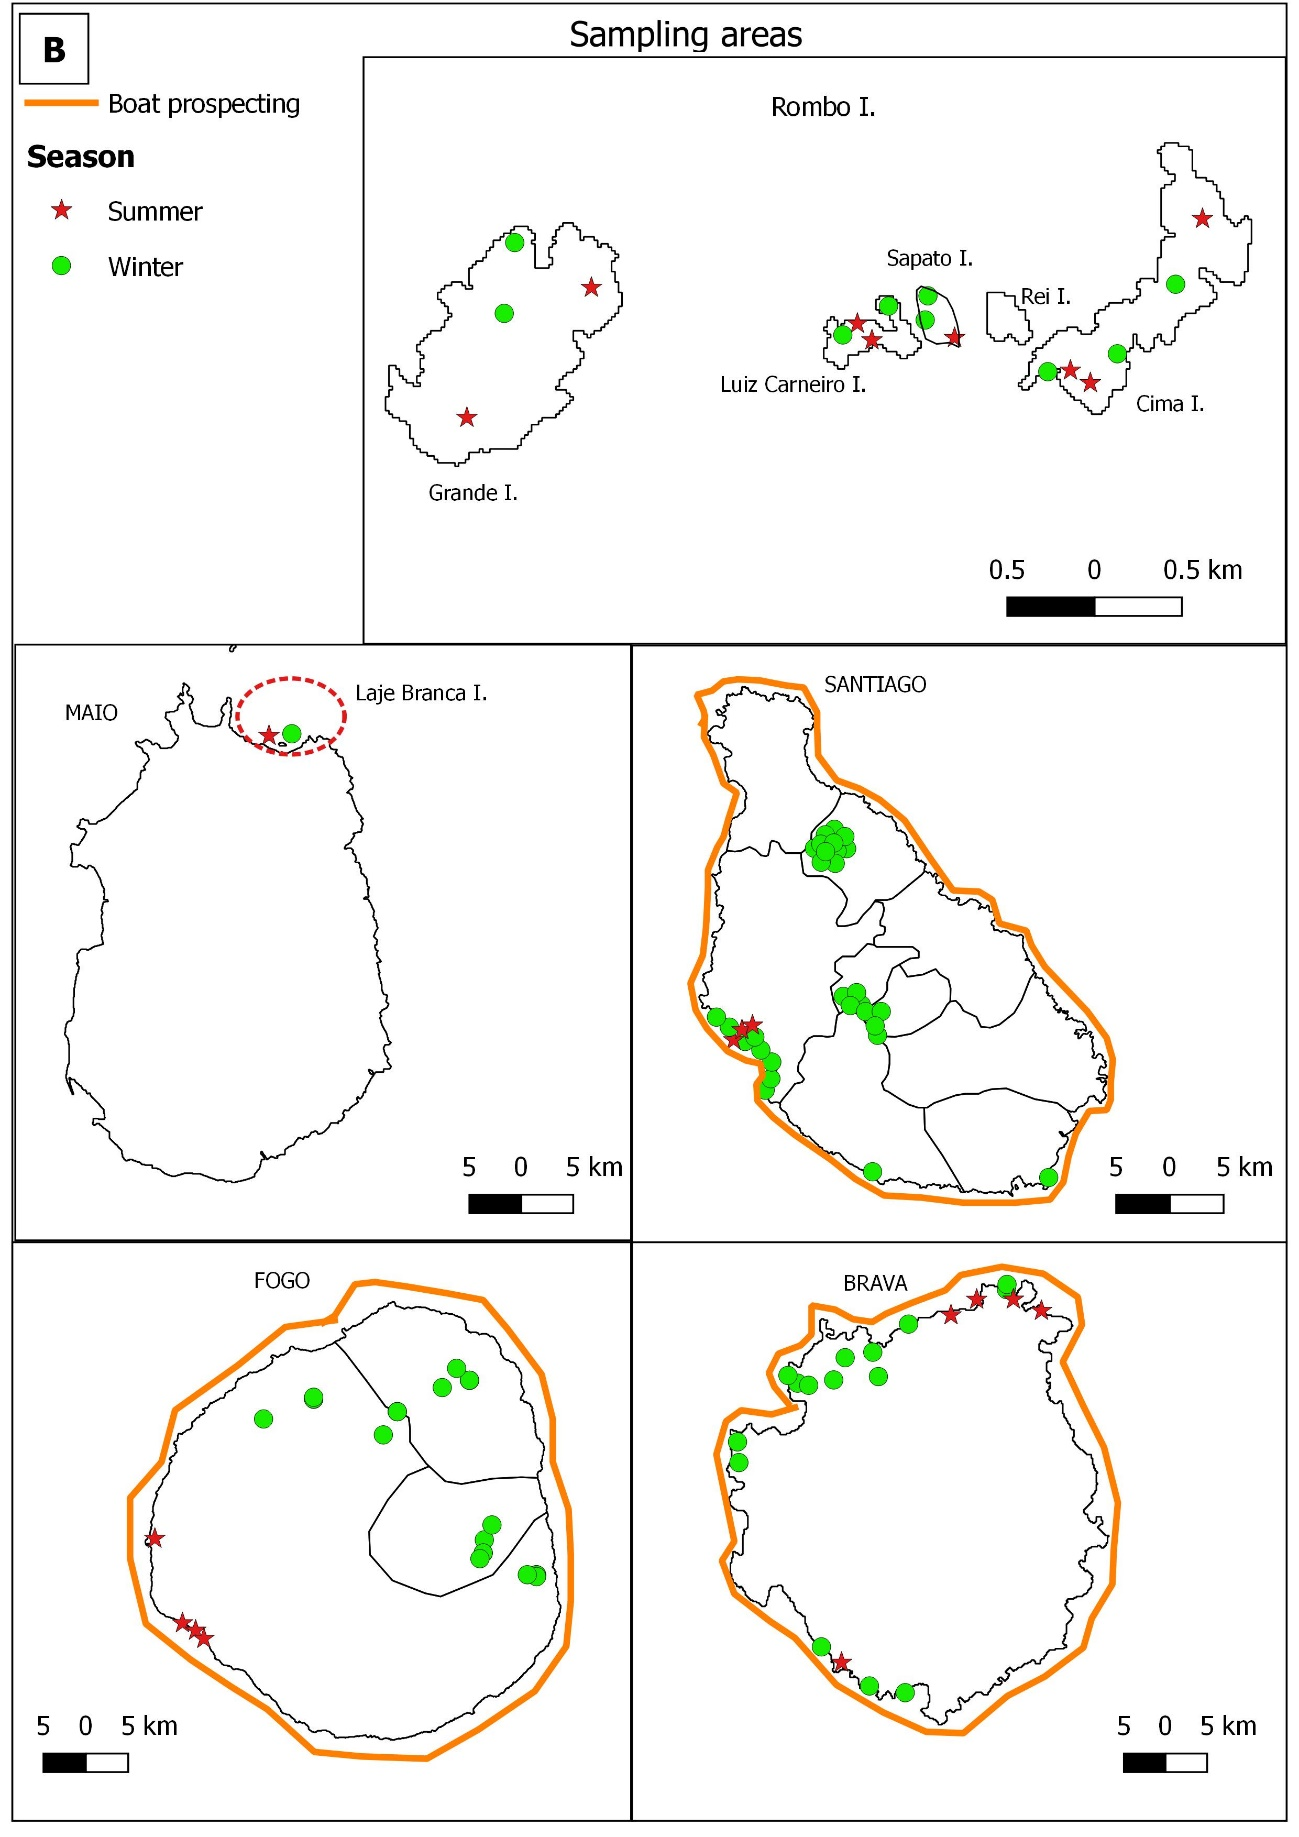 Sampling areas
B
Boat prospecting
Season
Summer
Winter
Rombo I.
Sapato I.
Rei I.
Luiz Carneiro I.
Cima I.
Grande I.
0.5 0 0.5 km
MAIO
Laje Branca I.
5 0 5 km
SANTIAGO
5 0 5 km
FOGO
5 0 5 km
BRAVA
5 0 5 km